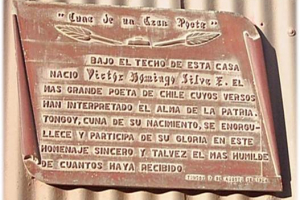 "Cuna de un Gran Poeta"
BAJO EL TECHO DE ESTA CASA
NACIO Victor Domingo Silva E. EL
MAS GRANDE POETA DE CHILE CUYOS VERSOS
HAN INTERPRETADO EL ALMA DE LA PATRIA.
TONGOY, CUNA DE SU NACIMIENTO, SE ENORGU-
LLECE Y PARTICIPA DE SU GLORIA EN ESTE
HOMENAJE SINCERO Y TALVEZ EL MAS HUMILDE
DE CUANTOS HAYA RECIBIDO